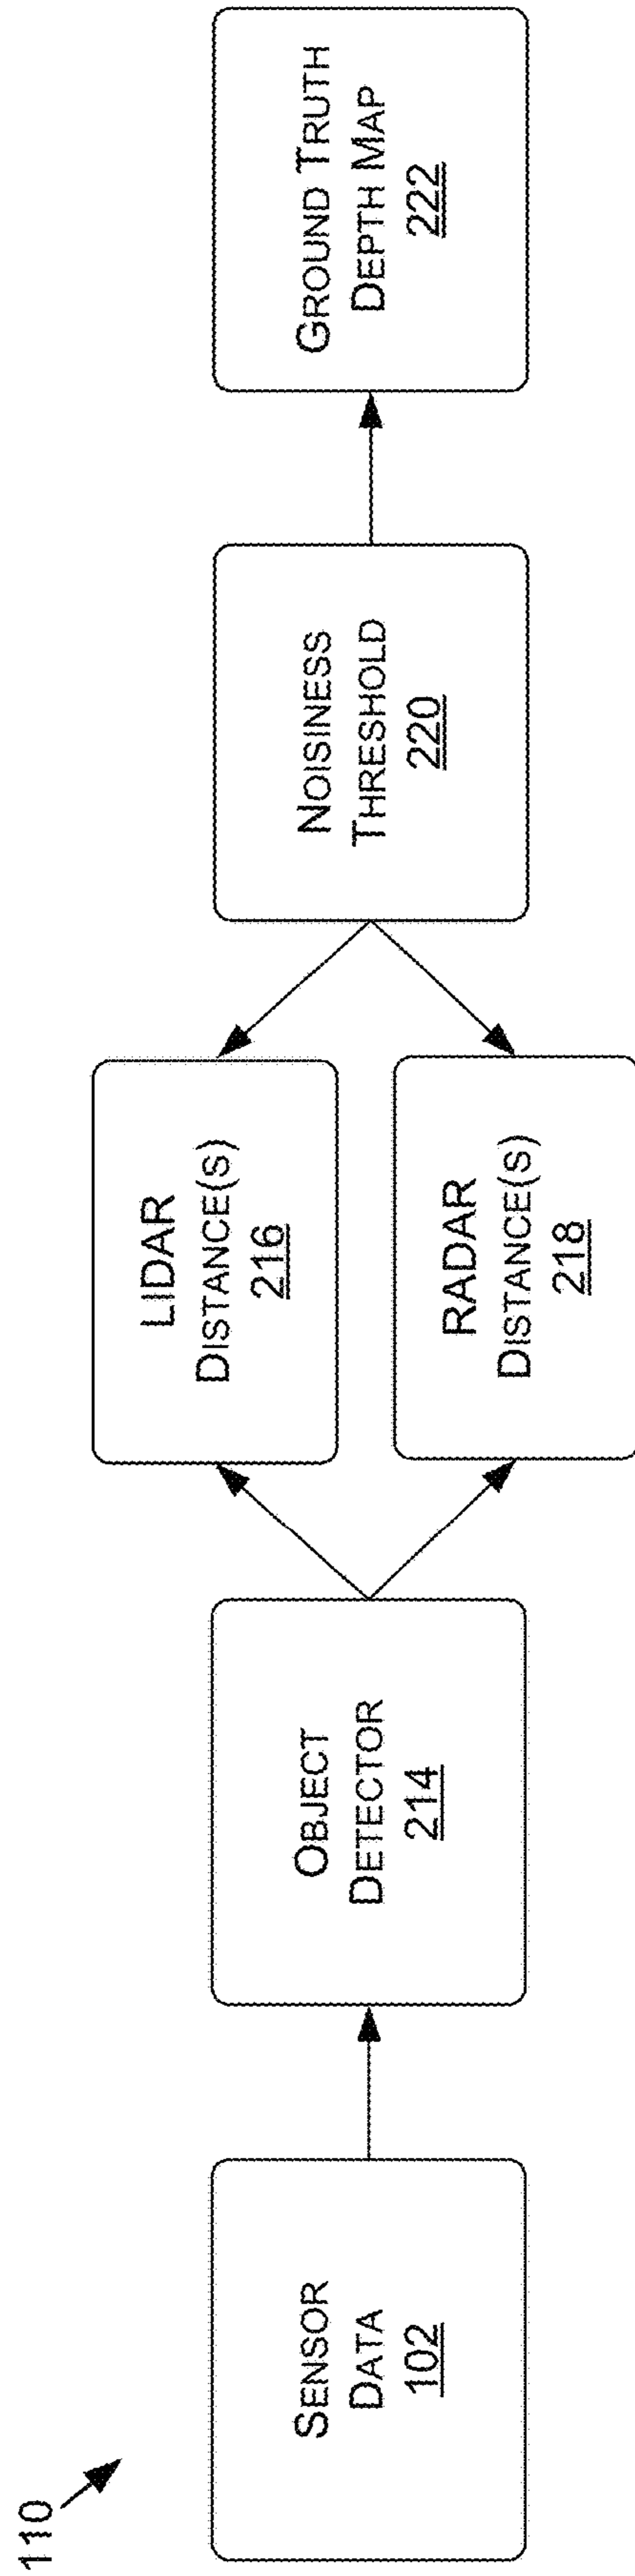 110
SENSOR
DATA
102
OBJECT
DETECTOR
214
LIDAR
DISTANCE(S)
216
RADAR
DISTANCE(S)
218
NOISINESS
THRESHOLD
220
GROUND TRUTH
DEPTH MAP
222